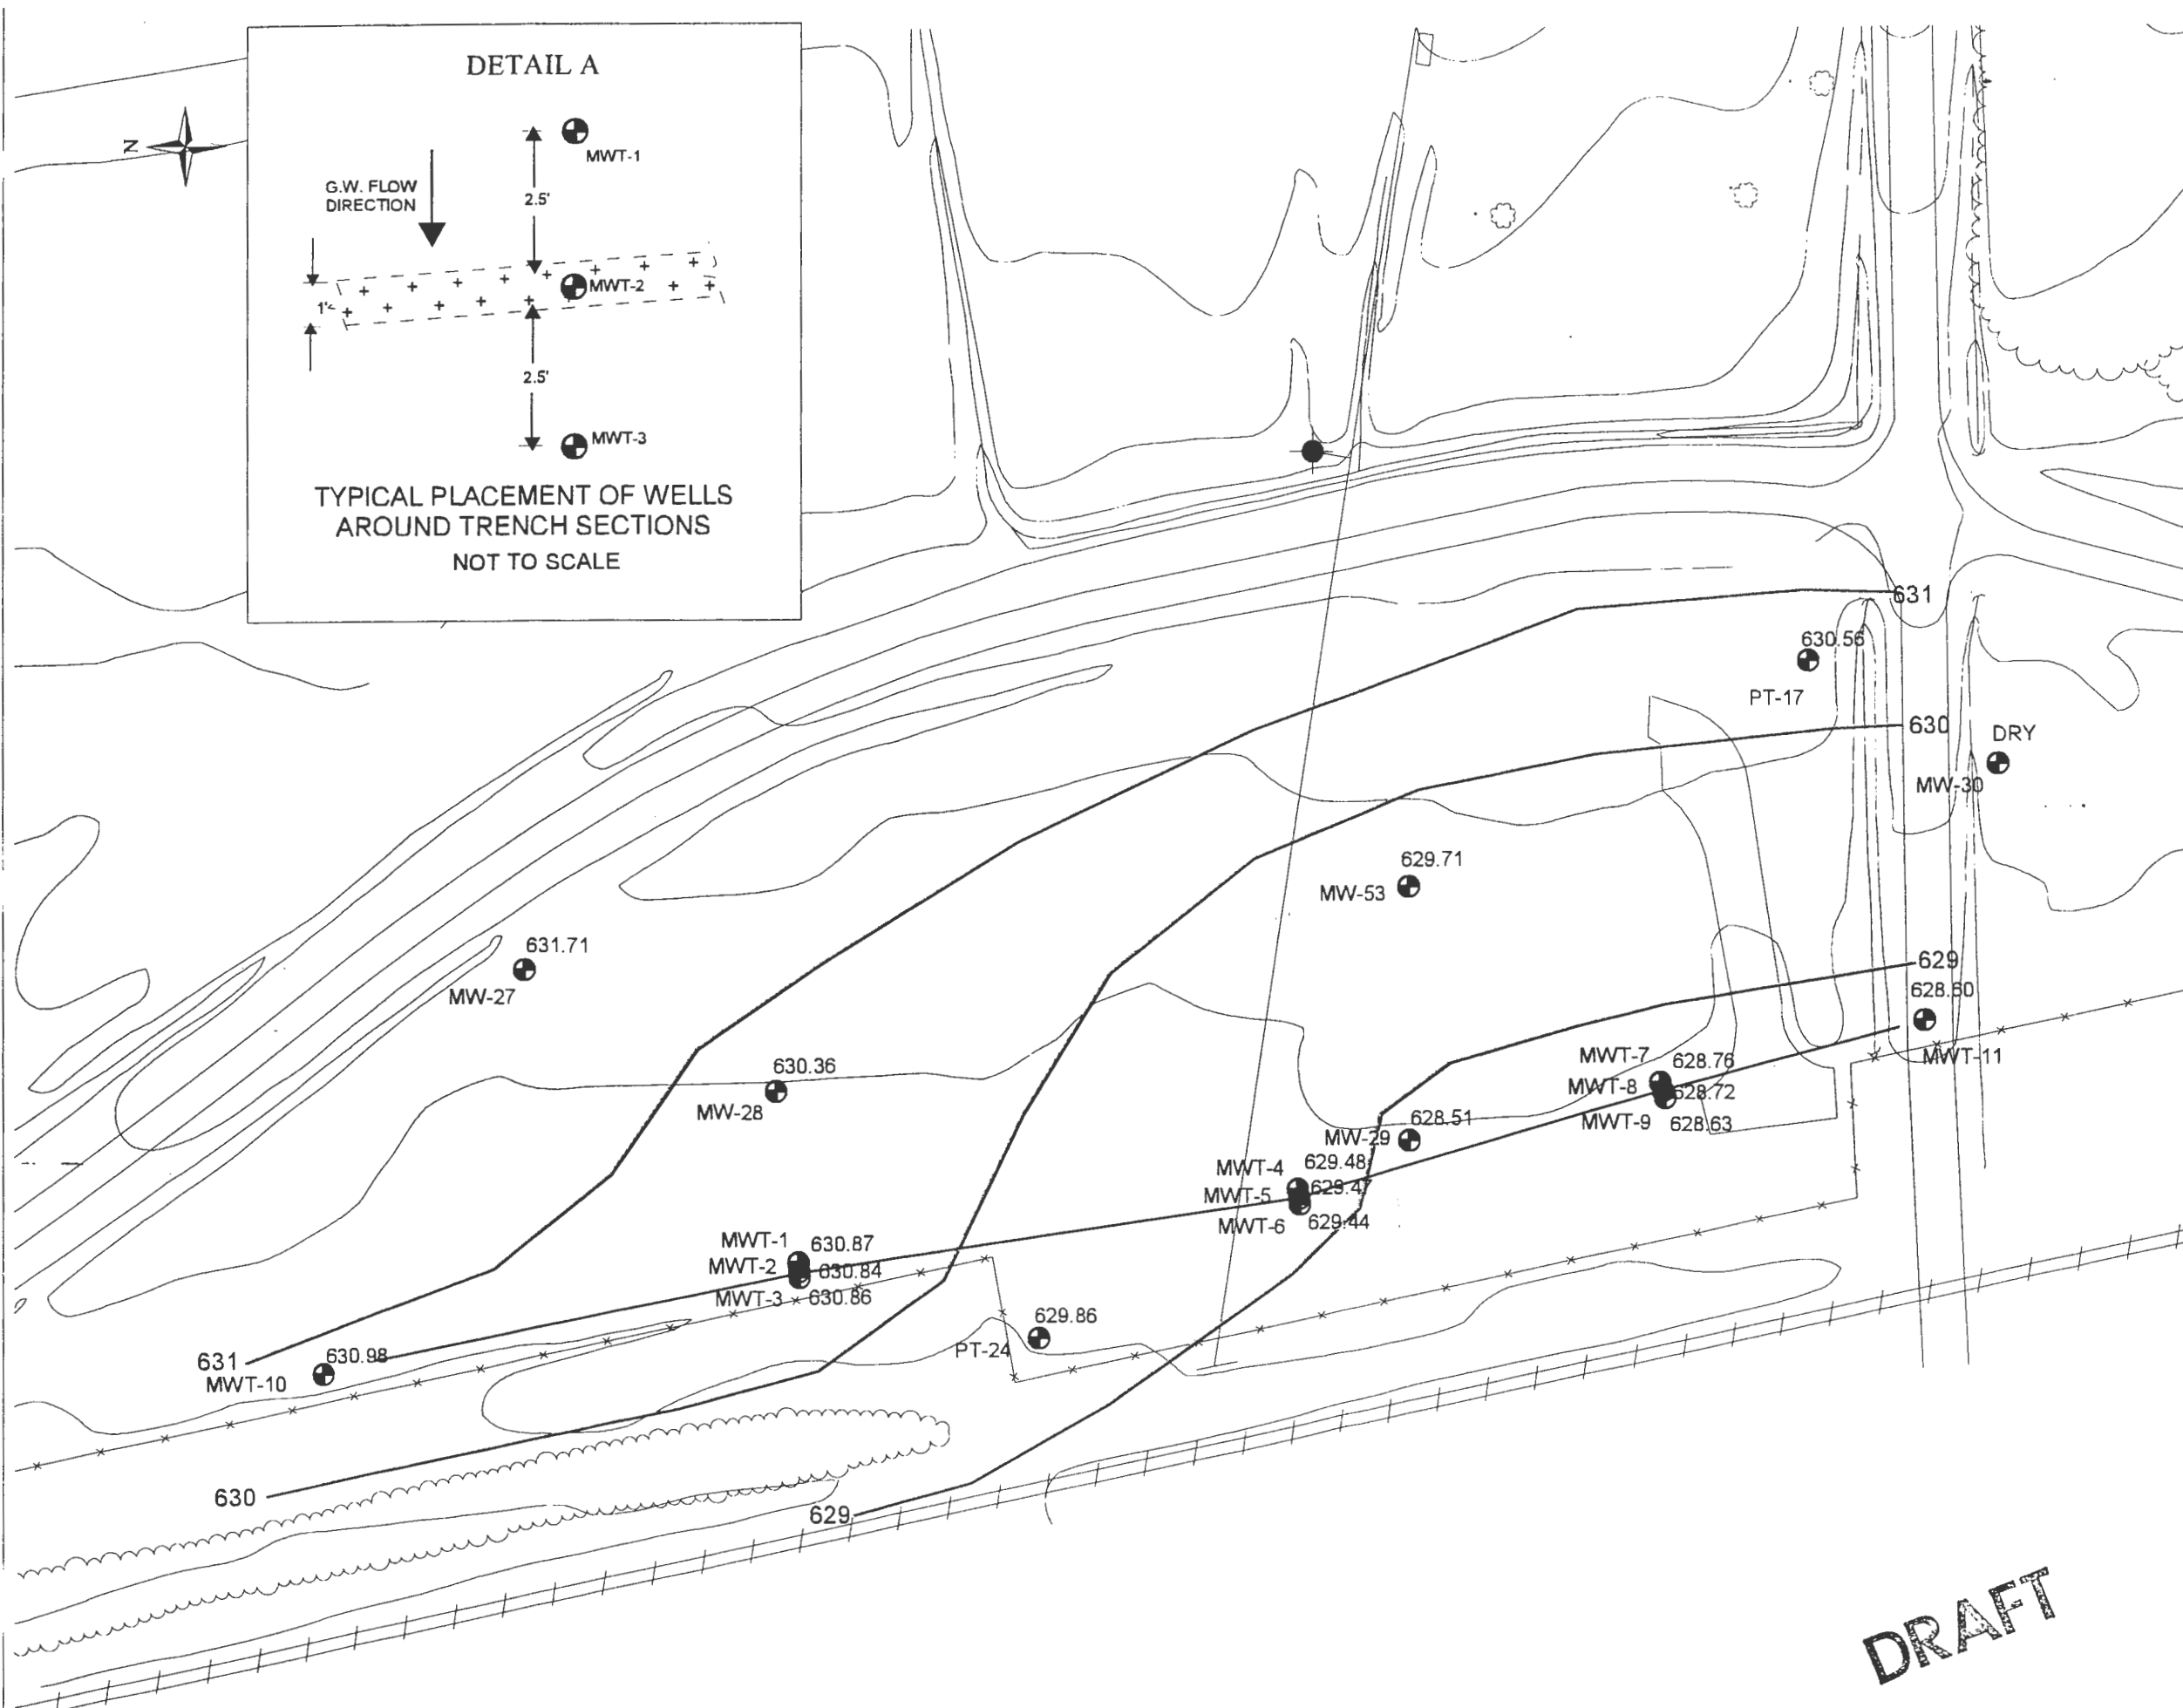 DETAIL A
N
MWT-1
G.W. FLOW
DIRECTION
2.5'
MWT-2
1'
2.5'
MWT-3
TYPICAL PLACEMENT OF WELLS
AROUND TRENCH SECTIONS
NOT TO SCALE
631
630.56
PT-17
630
DRY
MW-30
629.71
MW-53
631.71
MW-27
629
628.60
MWT-11
630.36
MW-28
MWT-7 628.76
MWT-8 628.72
MWT-9 628.63
628.51
MW-29
MWT-4 629.48
MWT-5 629.47
MWT-6 629.44
MWT-1 630.87
MWT-2 630.84
MWT-3 630.86
629.86
PT-24
631
630.98
MWT-10
630
629
DRAFT